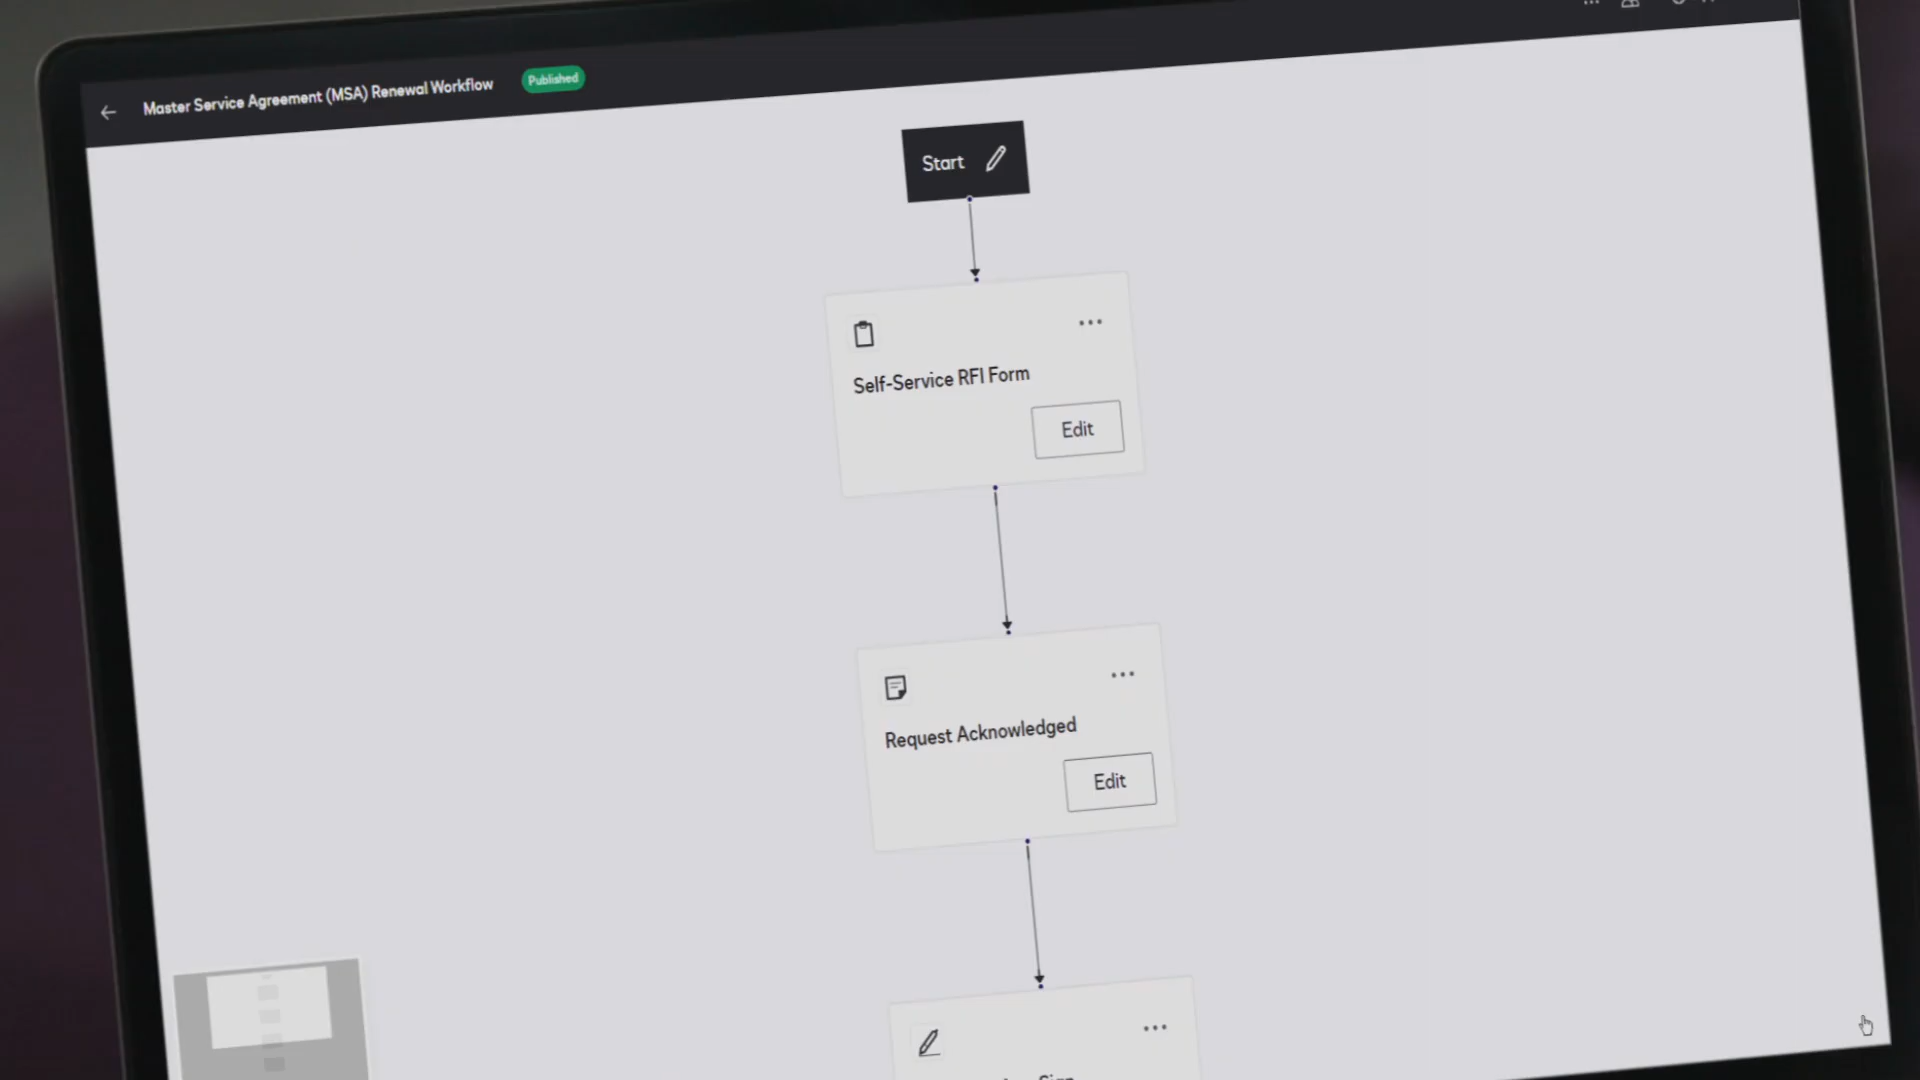 Master Service Agreement (MSA) Renewal Workflow
Published
Start
Self-Service RFI Form
Edit
Request Acknowledged
Edit